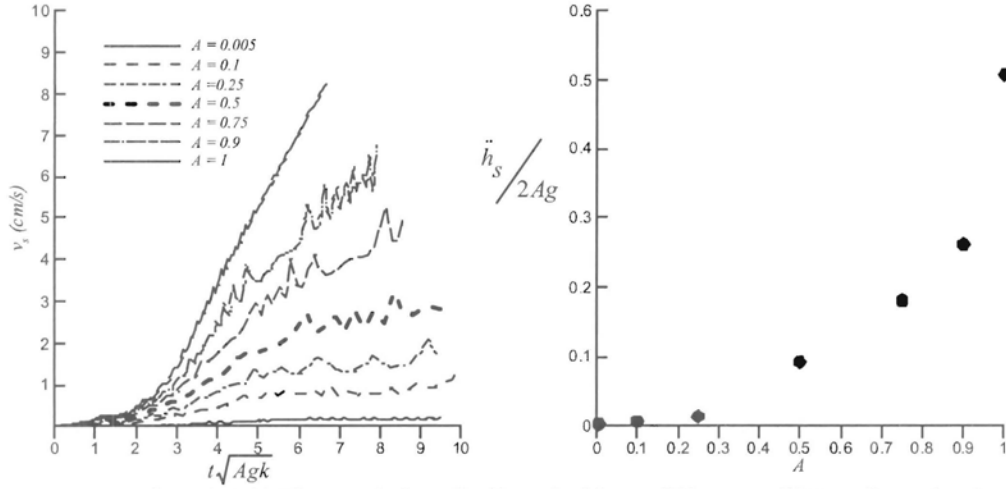 10
9
8
7
6
5
4
3
2
1
v_s (cm/s)
A = 0.005
A = 0.1
A =0.25
A = 0.5
A = 0.75
A = 0.9
A = 1
0 1 2 3 4 5 6 7 8 9 10
t√Agk
0.6
0.5
0.4
0.3
0.2
0.1
0
ḧ_s/2Ag
0 0.1 0.2 0.3 0.4 0.5 0.6 0.7 0.8 0.9 1
A